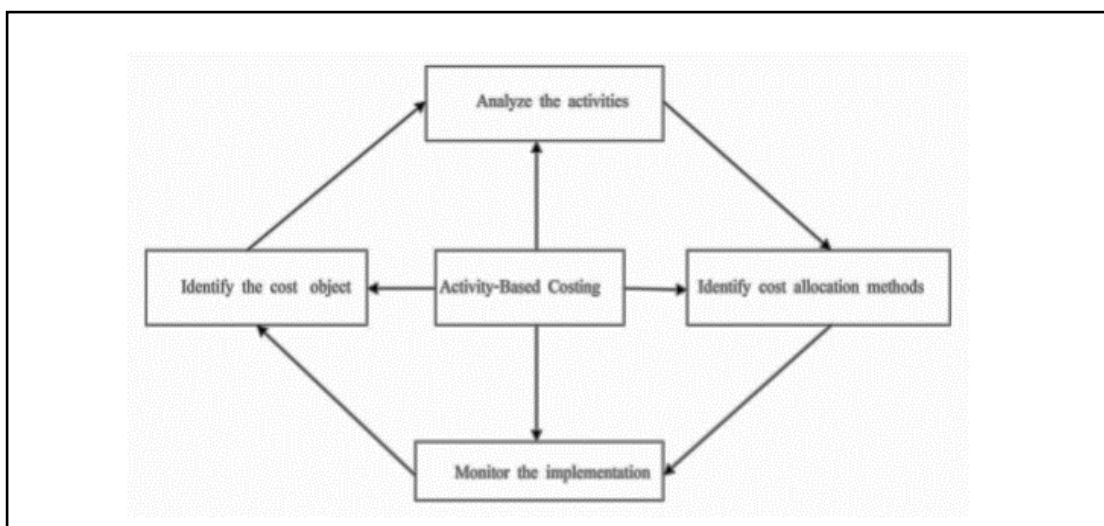 Analyze the activities
Identify the cost object
Activity-Based Costing
Identify cost allocation methods
Monitor the implementation